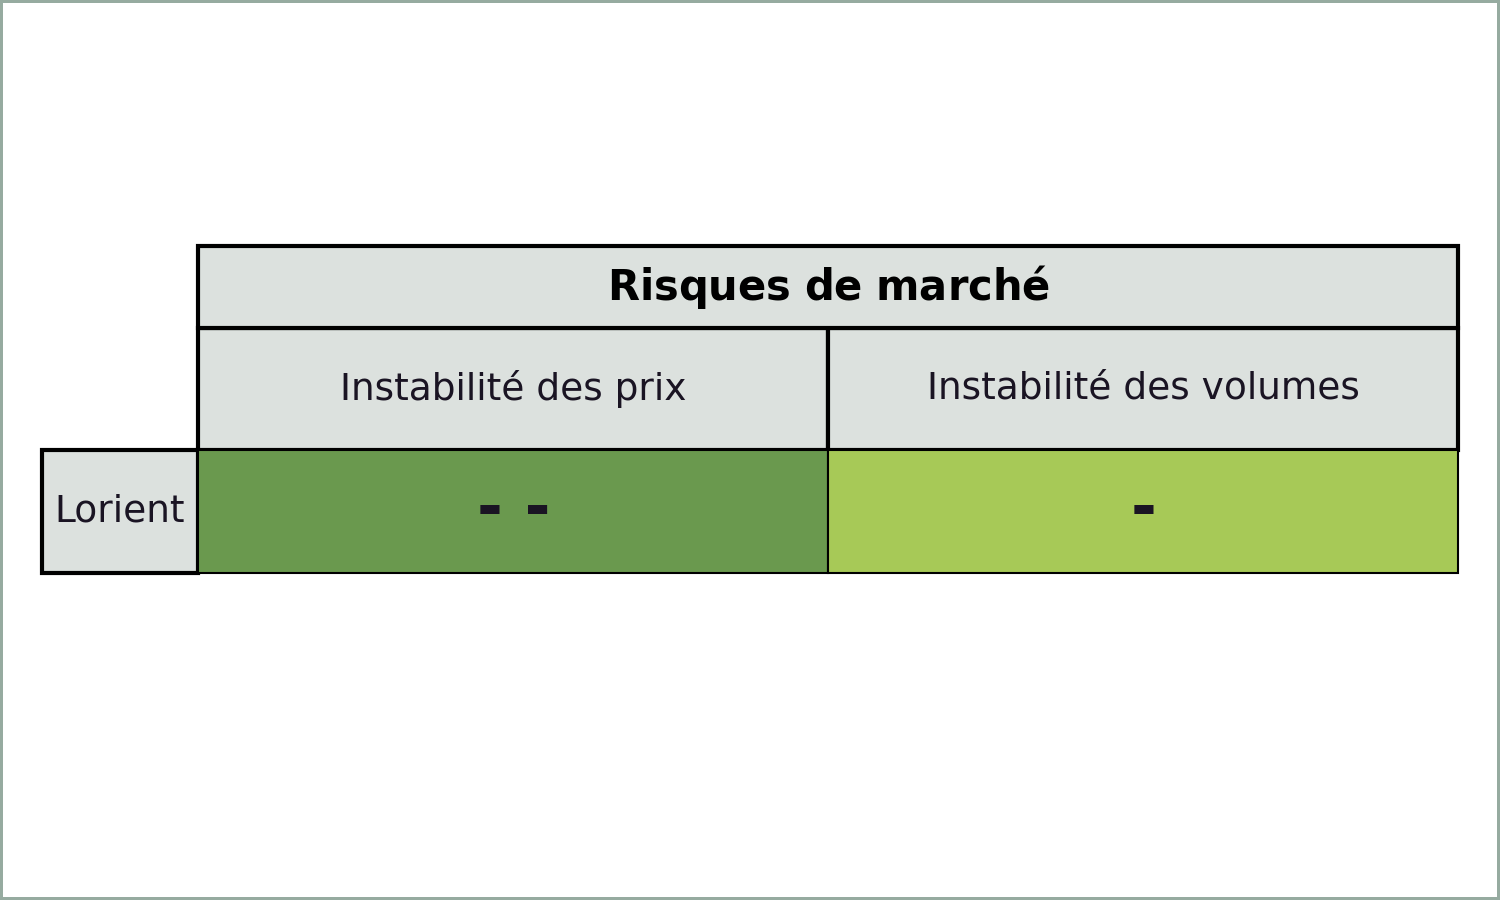 Risques de marché
Instabilité des prix
Instabilité des volumes
Lorient
- -
-